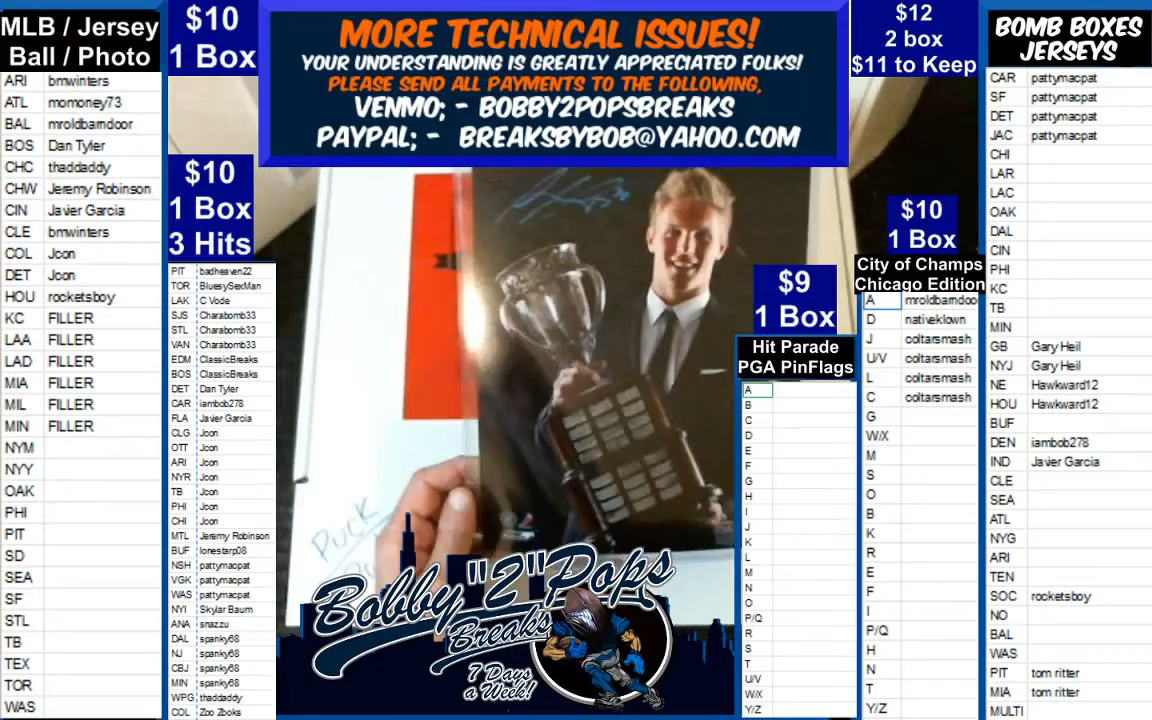 MLB / Jersey
Ball / Photo
ARI bmwinters
ATL momoney73
BAL mroldbarndoor
BOS Dan Tyler
CHC thaddaddy
CHW Jeremy Robinson
CIN Javier Garcia
CLE bmwinters
COL Jcon
DET Jcon
HOU rocketsboy
KC FILLER
LAA FILLER
LAD FILLER
MIA FILLER
MIL FILLER
MIN FILLER
NYM
NYY
OAK
PHI
PIT
SD
SEA
SF
STL
TB
TEX
TOR
WAS
$10
1 Box
$10
1 Box
3 Hits
PIT badheaven22
TOR BluesySexMan
LAK C Vode
SJS Charabomb33
STL Charabomb33
VAN Charabomb33
EDM ClassicBreaks
BOS ClassicBreaks
DET Dan Tyler
CAR iambob278
FLA Javier Garcia
CLG Jcon
OTT Jcon
ARI Jcon
NYR Jcon
TB Jcon
PHI Jcon
CHI Jcon
MTL Jeremy Robinson
BUF lonestarp08
NSH pattymacpat
VGK pattymacpat
WAS pattymacpat
NYI Skylar Baum
ANA snazzu
DAL spanky68
NJ spanky68
CBJ spanky68
MIN spanky68
WPG thaddaddy
COL Zoo Zboks
MORE TECHNICAL ISSUES!
YOUR UNDERSTANDING IS GREATLY APPRECIATED FOLKS!
PLEASE SEND ALL PAYMENTS TO THE FOLLOWING,
VENMO; - BOBBY2POPSBREAKS
PAYPAL; - BREAKSBYBOB@YAHOO.COM
PUCK
Bobby "2" Pops
Breaks
7 Days
a Week!
$9
1 Box
Hit Parade
PGA PinFlags
A
B
C
D
E
F
G
H
I
J
K
L
M
N
O
P/Q
R
S
T
U/V
W/X
Y/Z
$12
2 box
$11 to Keep
$10
1 Box
City of Champs
Chicago Edition
A mroldbarndoo
D nativeklown
J coltarsmash
U/V coltarsmash
L coltarsmash
C coltarsmash
G
W/X
M
S
O
B
K
R
E
F
I
P/Q
H
N
T
Y/Z
BOMB BOXES
JERSEYS
CAR pattymacpat
SF pattymacpat
DET pattymacpat
JAC pattymacpat
CHI
LAR
LAC
OAK
DAL
CIN
PHI
KC
TB
MIN
GB Gary Heil
NYJ Gary Heil
NE Hawkward12
HOU Hawkward12
BUF
DEN iambob278
IND Javier Garcia
CLE
SEA
ATL
NYG
ARI
TEN
SOC rocketsboy
NO
BAL
WAS
PIT tom ritter
MIA tom ritter
MULTI